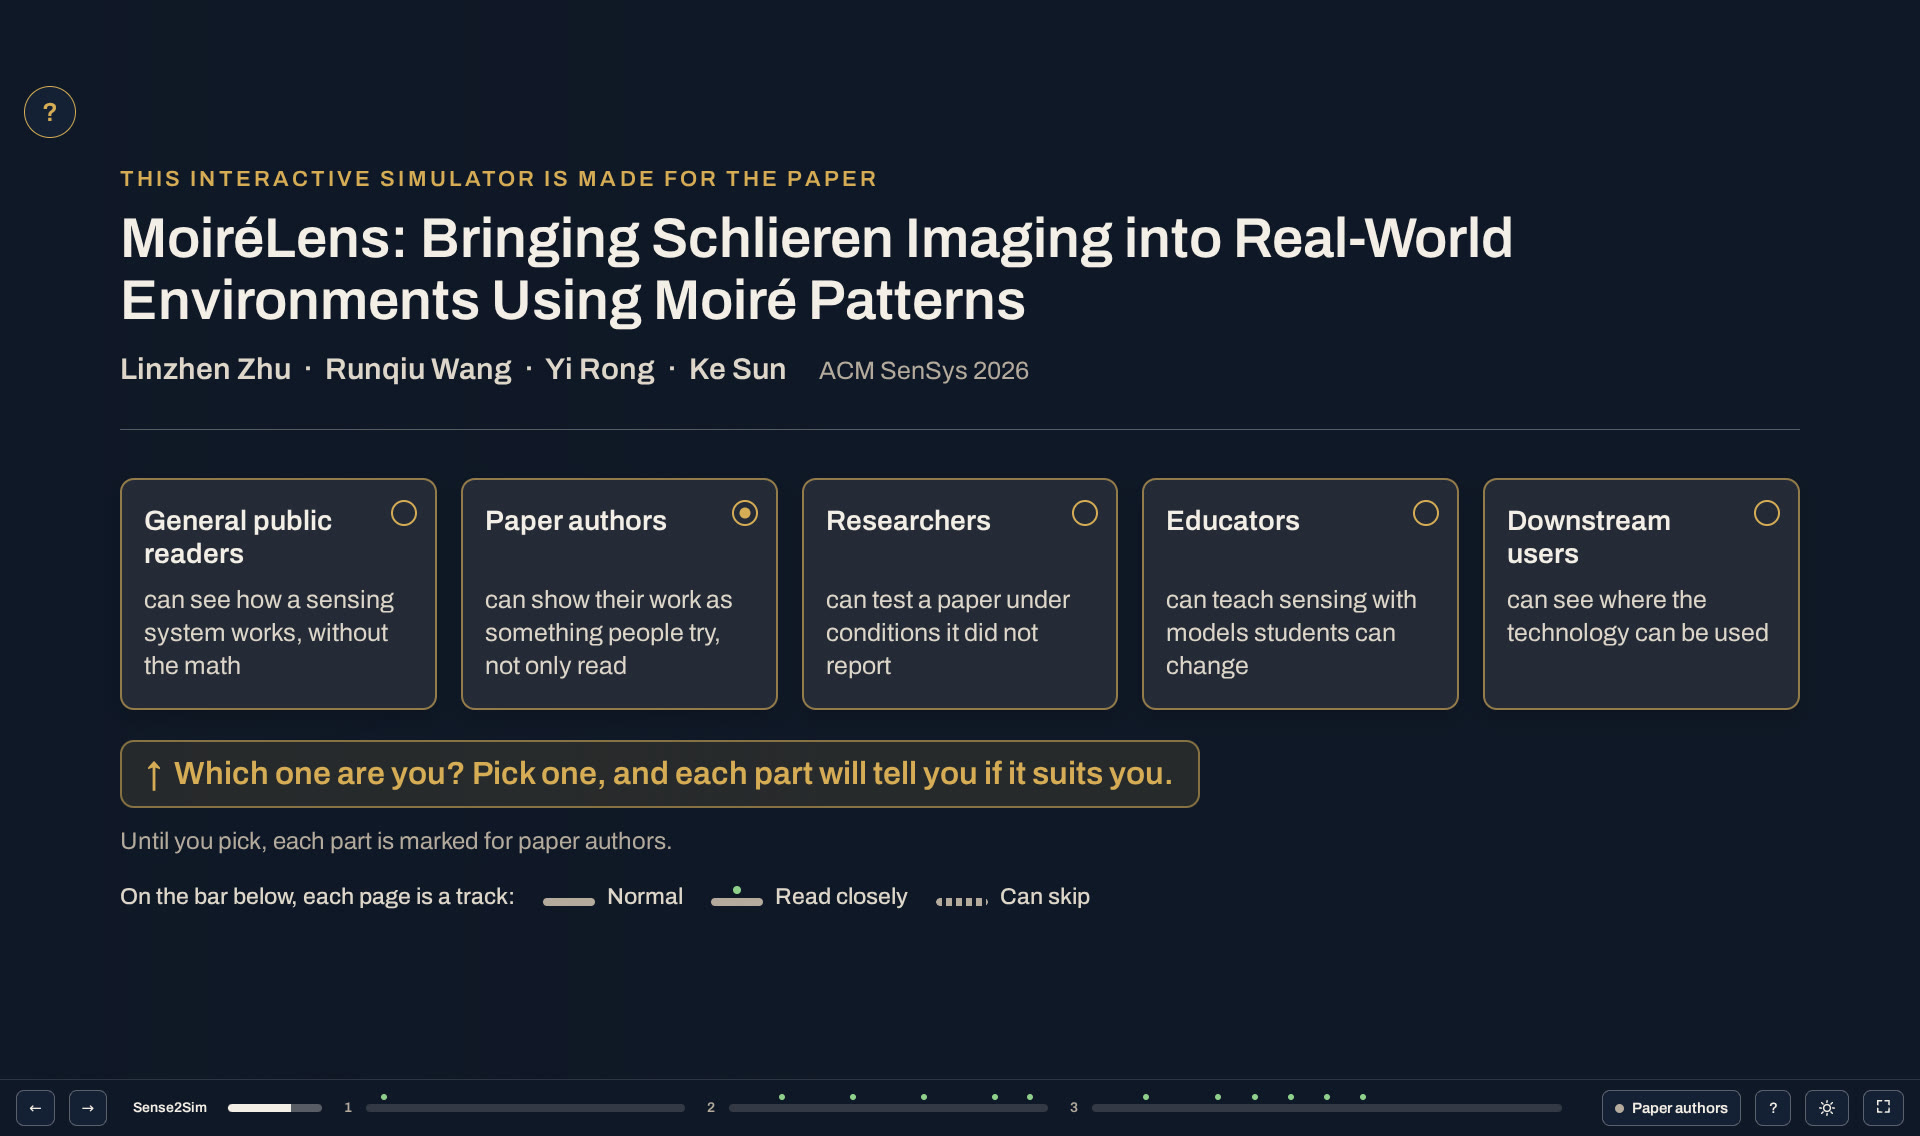 ?
THIS INTERACTIVE SIMULATOR IS MADE FOR THE PAPER
MoiréLens: Bringing Schlieren Imaging into Real-World
Environments Using Moiré Patterns
Linzhen Zhu · Runqiu Wang · Yi Rong · Ke Sun ACM SenSys 2026
General public
readers
can see how a sensing
system works, without
the math
Paper authors
can show their work as
something people try,
not only read
Researchers
can test a paper under
conditions it did not
report
Educators
can teach sensing with
models students can
change
Downstream
users
can see where the
technology can be used
↑ Which one are you? Pick one, and each part will tell you if it suits you.
Until you pick, each part is marked for paper authors.
On the bar below, each page is a track: Normal Read closely Can skip
← → Sense2Sim 1 2 3 Paper authors ?